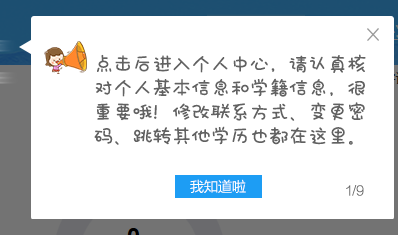 点击后进入个人中心，请认真核
对个人基本信息和学籍信息，很
重要哦！修改联系方式、变更密
码、跳转其他学历也都在这里。
我知道啦
1/9